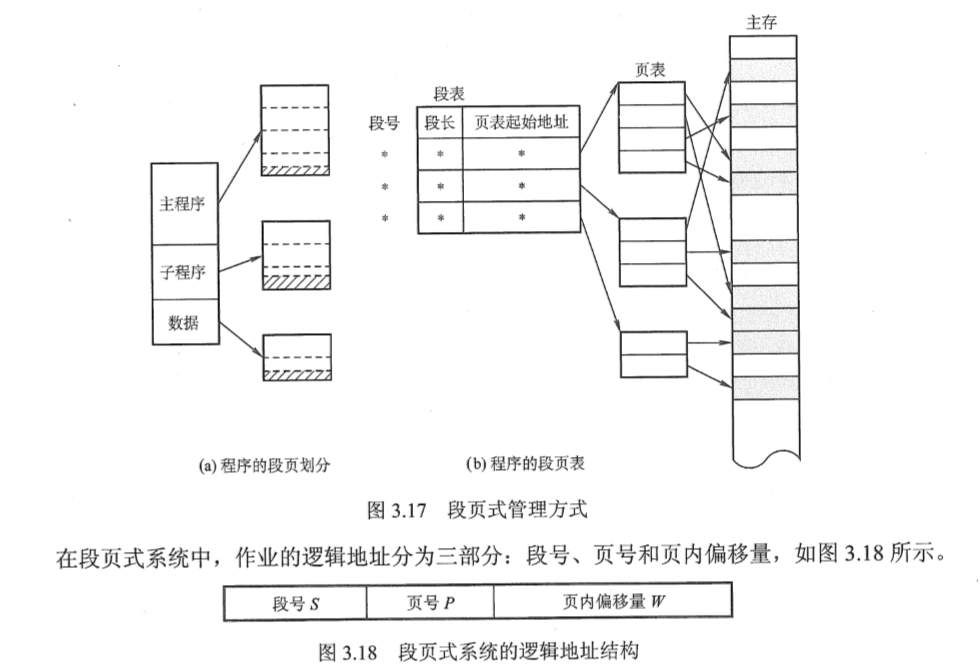 主存
页表
段表
段号 段长 页表起始地址
* * *
* * *
* * *
主程序
子程序
数据
(a) 程序的段页划分 (b) 程序的段页表
图 3.17 段页式管理方式
在段页式系统中，作业的逻辑地址分为三部分：段号、页号和页内偏移量，如图 3.18 所示。
段号 S 页号 P 页内偏移量 W
图 3.18 段页式系统的逻辑地址结构